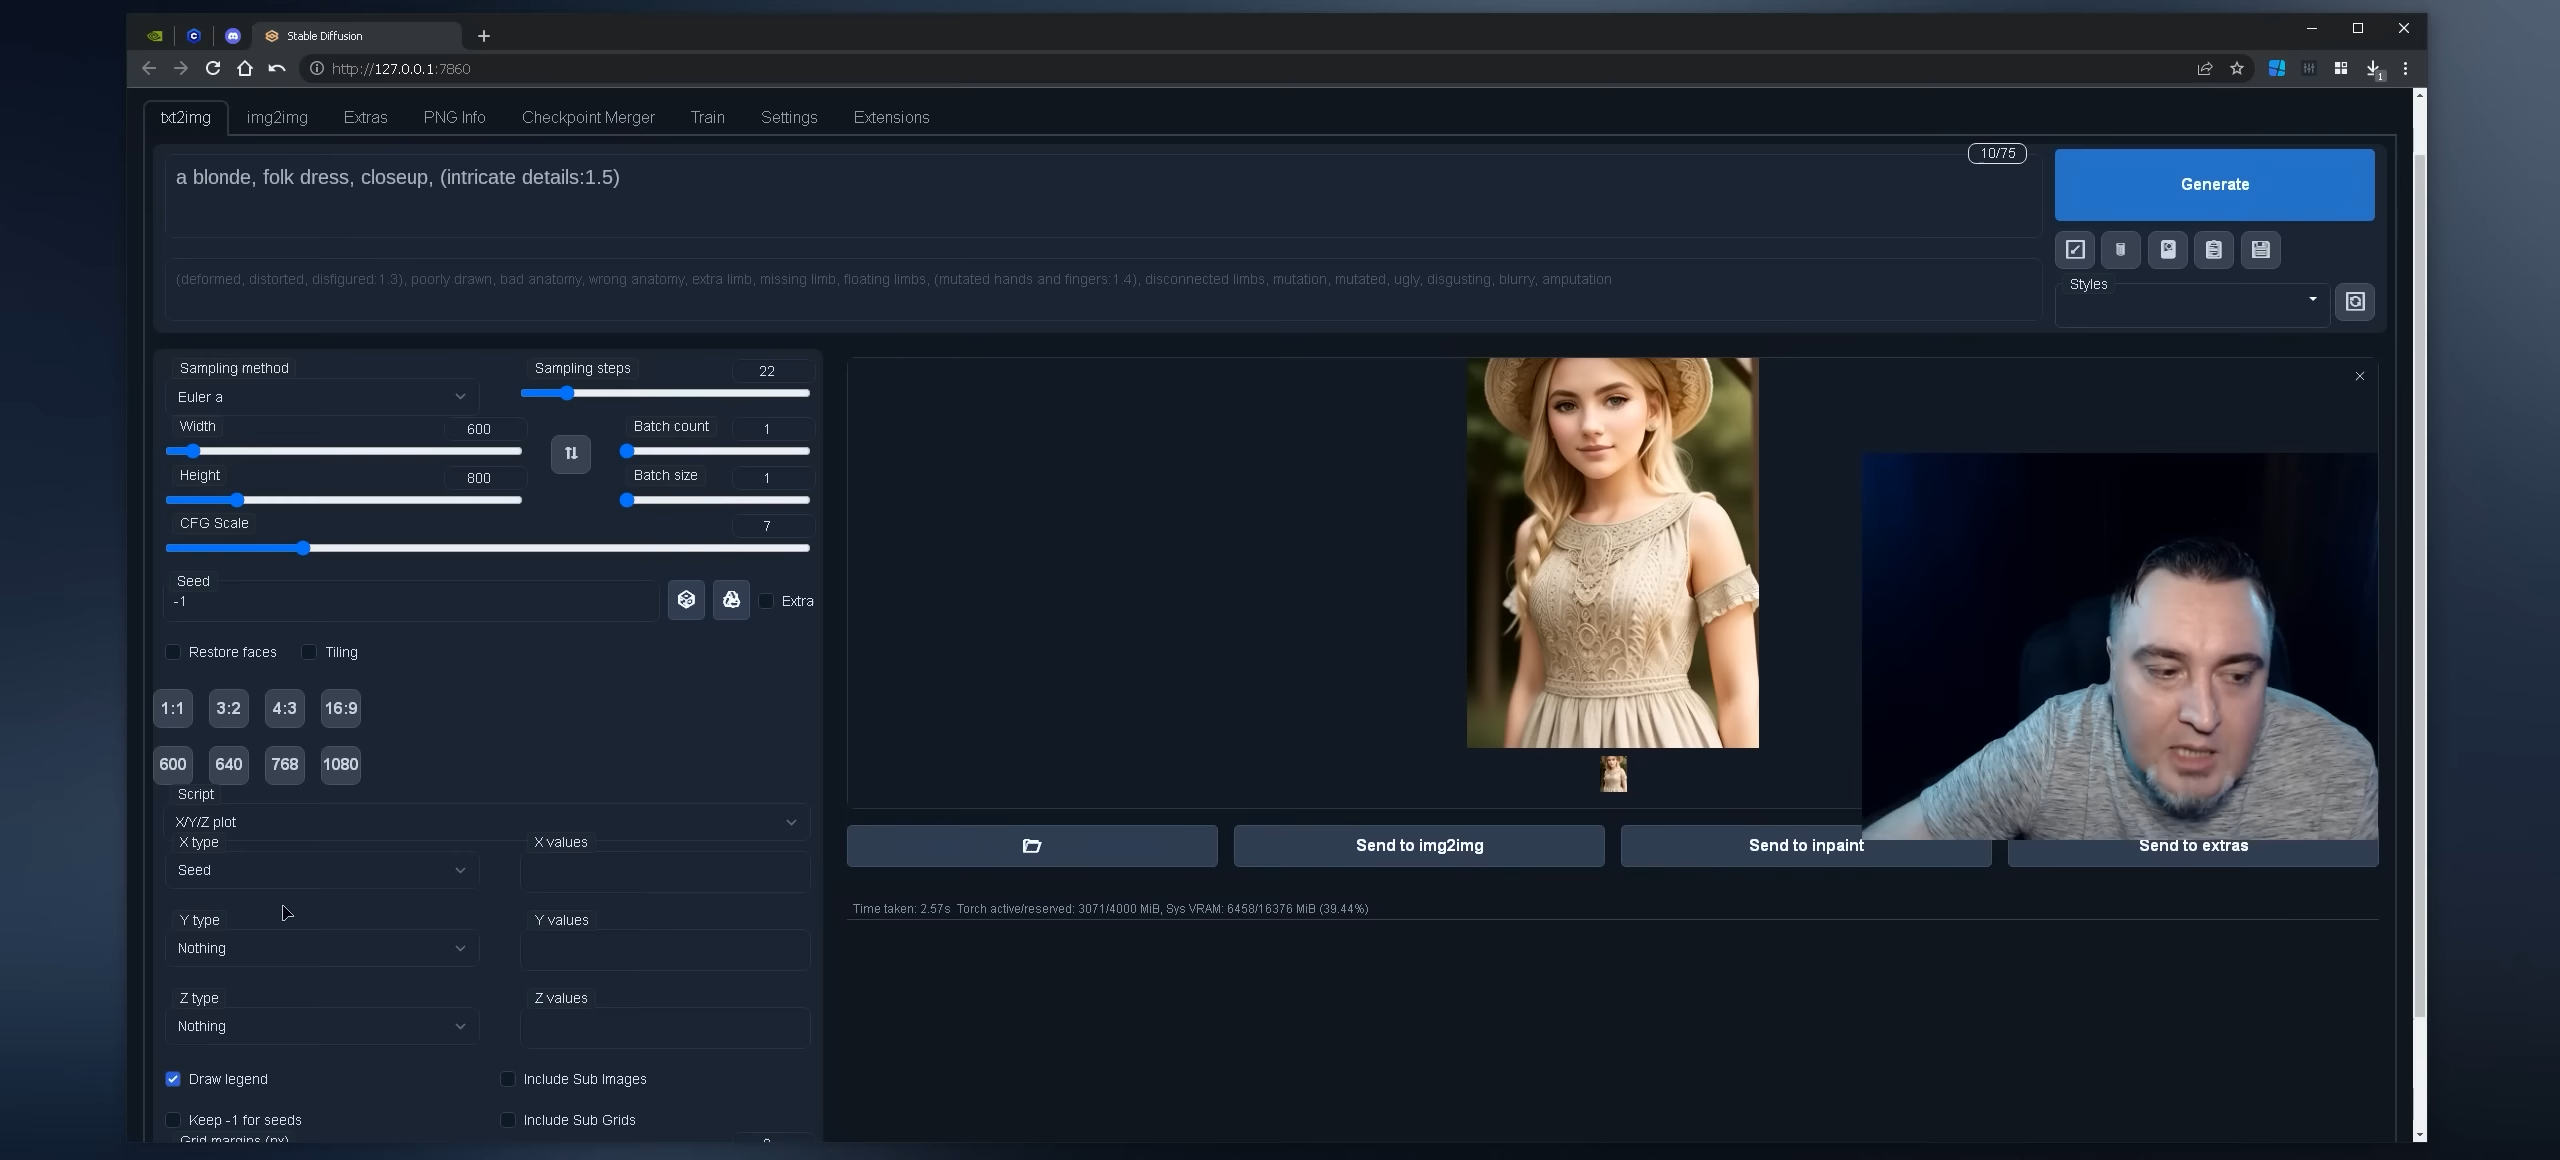 Stable Diffusion
http://127.0.0.1:7860
txt2img img2img Extras PNG Info Checkpoint Merger Train Settings Extensions
10/75
a blonde, folk dress, closeup, (intricate details:1.5)
Generate
(deformed, distorted, disfigured:1.3), poorly drawn, bad anatomy, wrong anatomy, extra limb, missing limb, floating limbs, (mutated hands and fingers:1.4), disconnected limbs, mutation, mutated, ugly, disgusting, blurry, amputation
Styles
Sampling method
Euler a
Sampling steps 22
Width 600
Batch count 1
Height 800
Batch size 1
CFG Scale 7
Seed
-1
Extra
Restore faces Tiling
1:1 3:2 4:3 16:9
600 640 768 1080
Script
X/Y/Z plot
X type
Seed
X values
Y type
Nothing
Y values
Z type
Nothing
Z values
Draw legend Include Sub Images
Keep -1 for seeds Include Sub Grids
Grid margins (px)
Send to img2img Send to inpaint Send to extras
Time taken: 2.57s Torch active/reserved: 3071/4000 MiB, Sys VRAM: 6458/16376 MiB (39.44%)